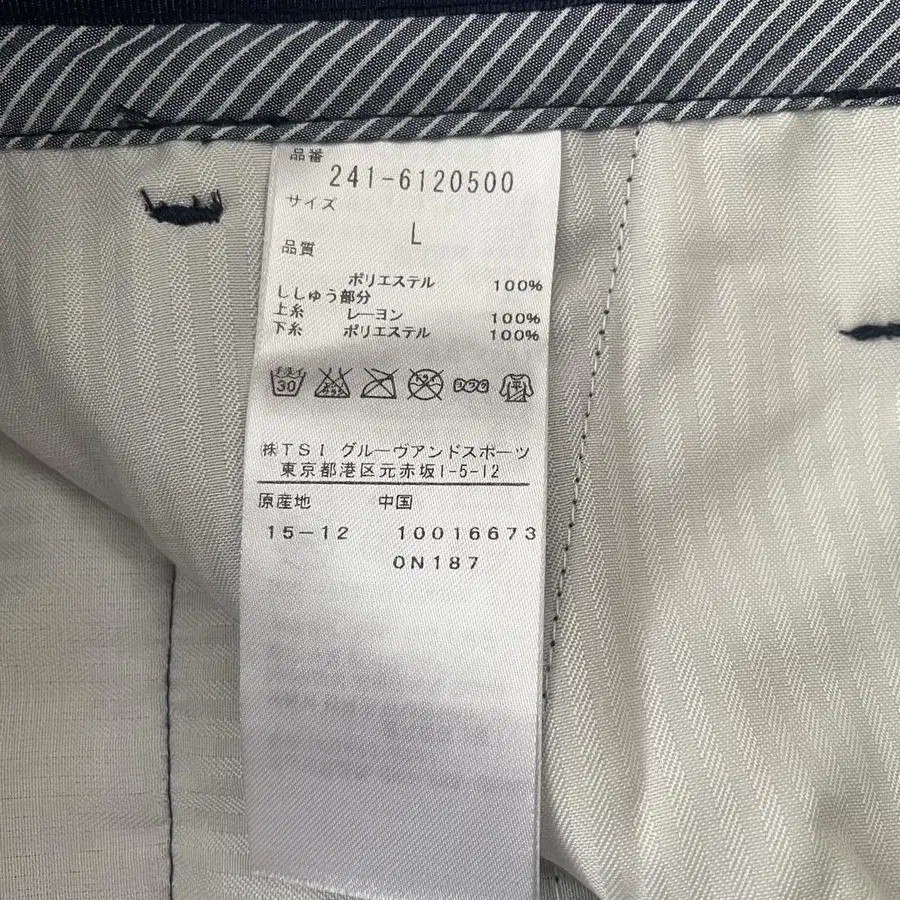 品番
241-6120500
サイズ
L
品質
ポリエステル 100%
ししゅう部分
上糸 レーヨン 100%
下糸 ポリエステル 100%
30 平
㈱TSI グルーヴアンドスポーツ
東京都港区元赤坂1-5-12
原産地 中国
15-12 10016673
0N187